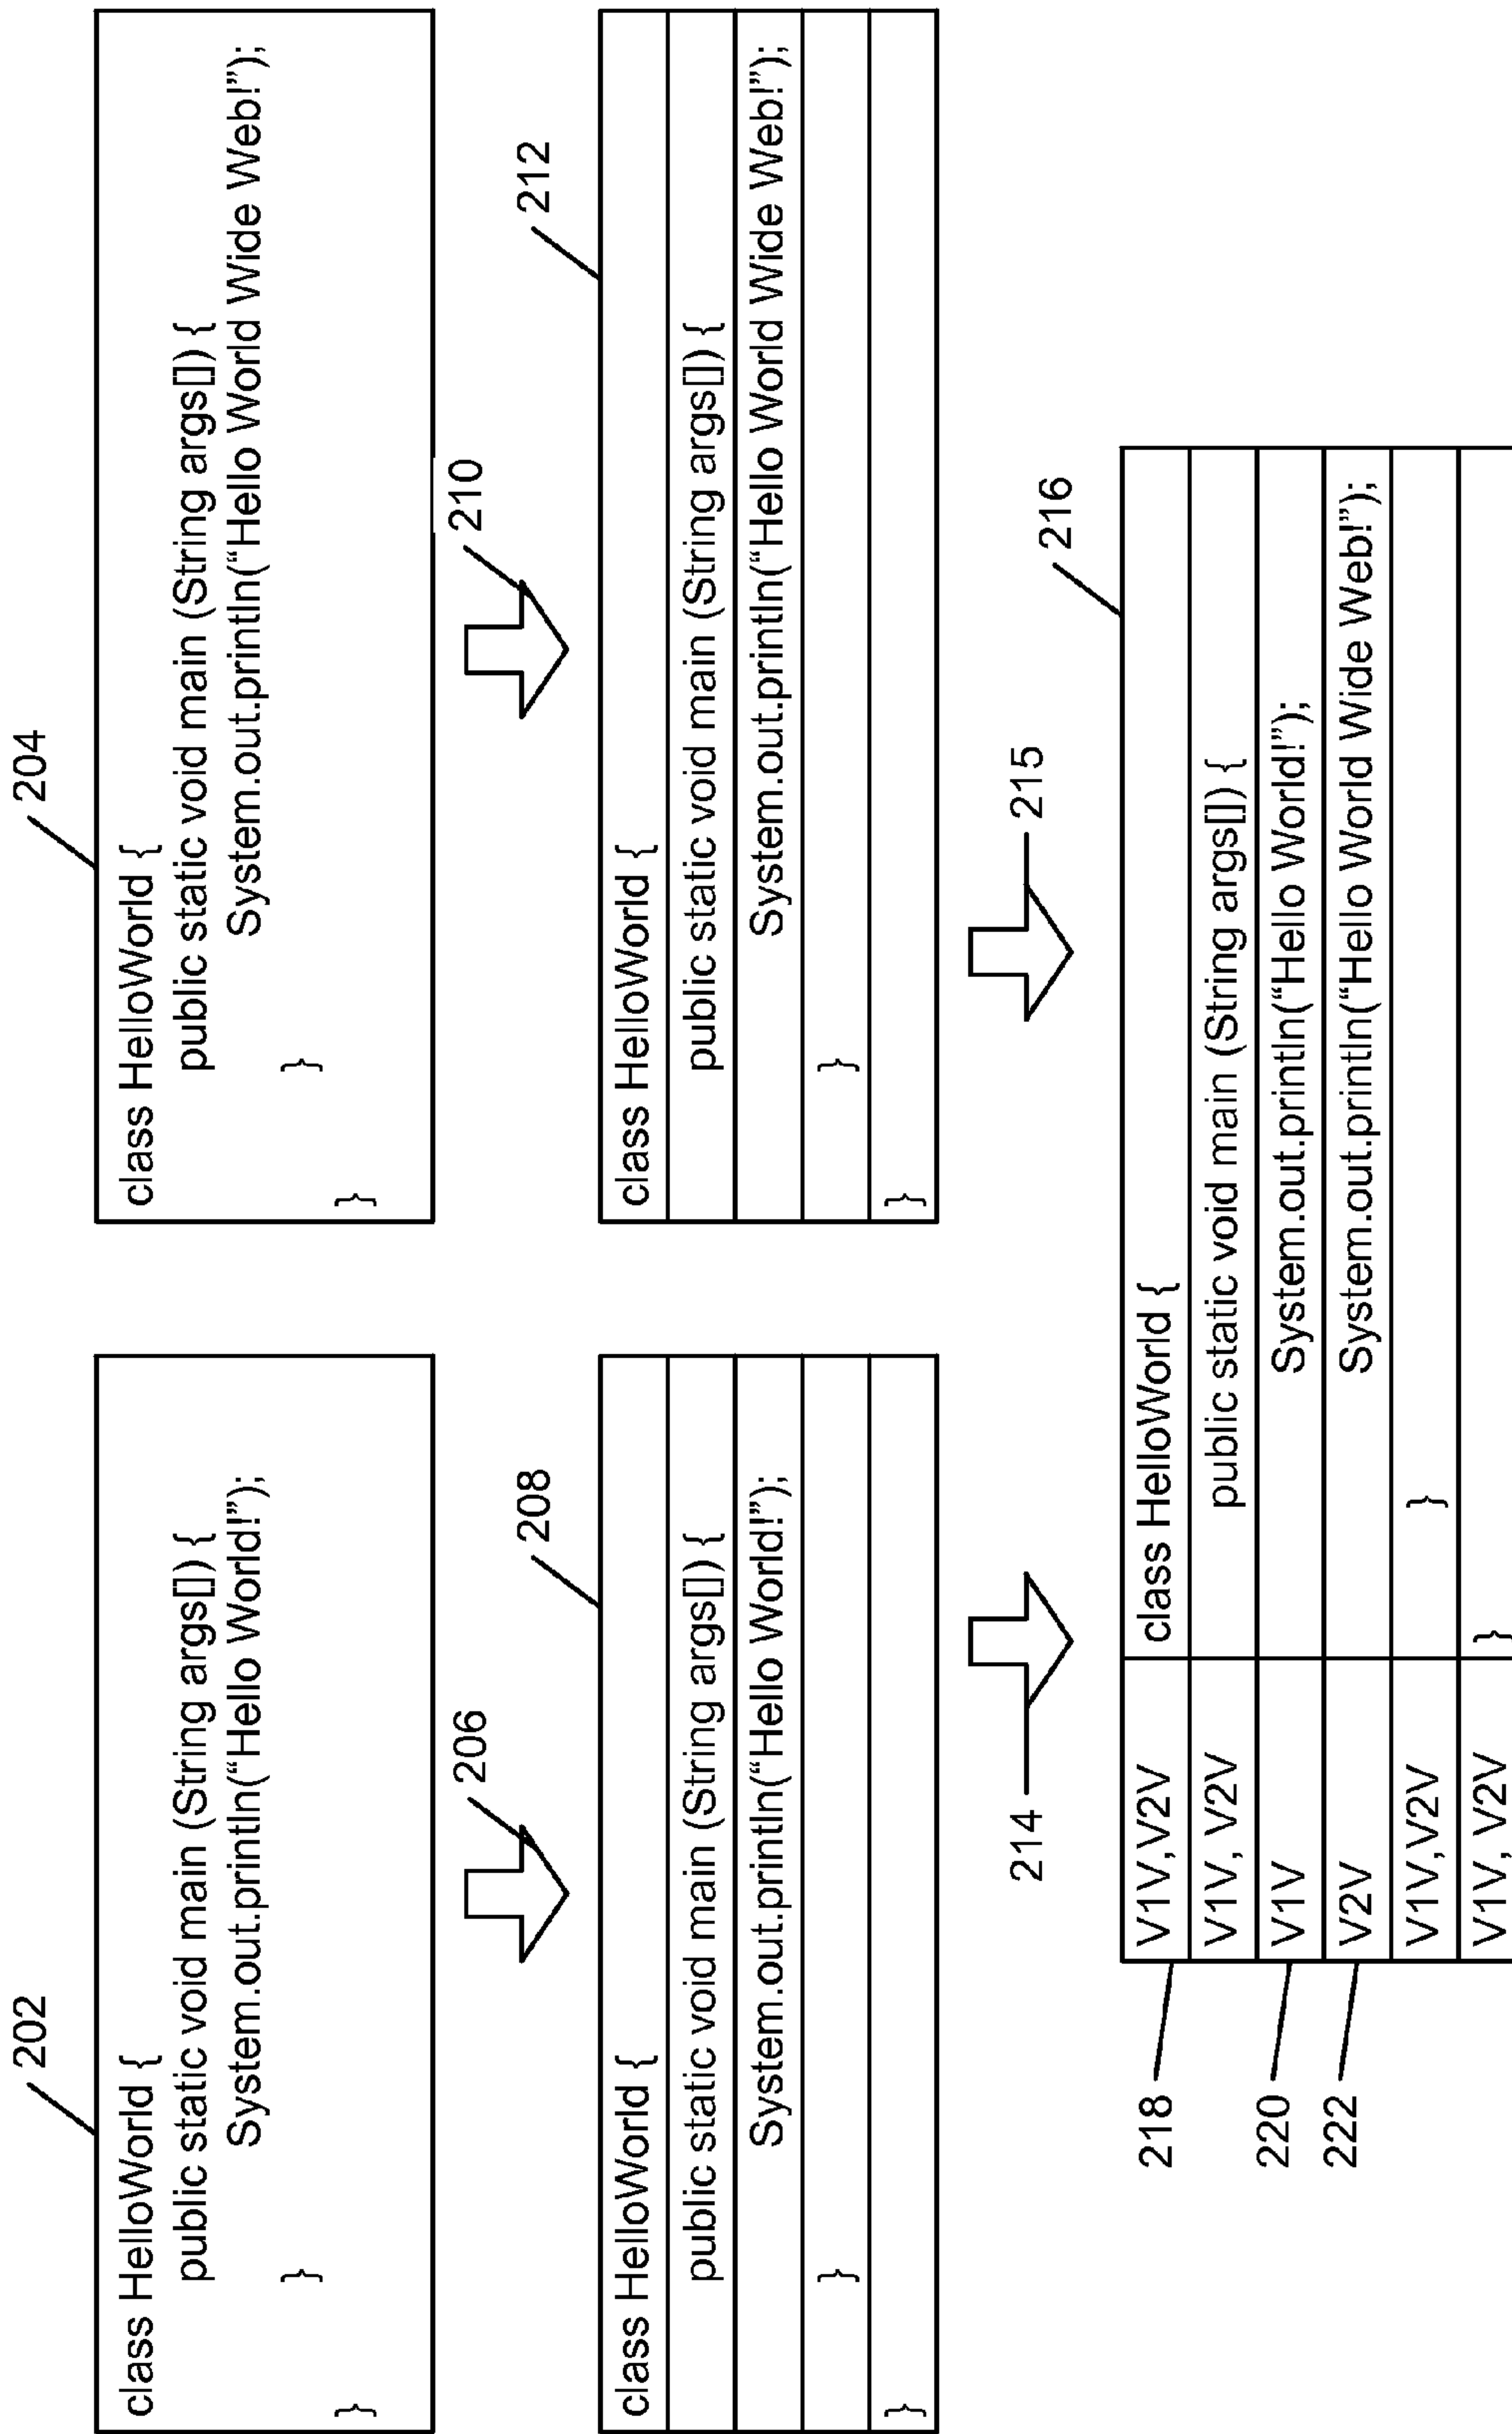 202
class HelloWorld {
public static void main (String args[]) {
System.out.println(“Hello World!”);
}
}
204
class HelloWorld {
public static void main (String args[]) {
System.out.println(“Hello World Wide Web!”);
}
}
206
210
208
class HelloWorld {
public static void main (String args[]) {
System.out.println(“Hello World!”);
}
}
212
class HelloWorld {
public static void main (String args[]) {
System.out.println(“Hello World Wide Web!”);
}
}
214
215
216
218
V1V,V2V class HelloWorld {
V1V, V2V public static void main (String args[]) {
220
V1V System.out.println(“Hello World!”);
222
V2V System.out.println(“Hello World Wide Web!”);
V1V,V2V }
V1V, V2V }